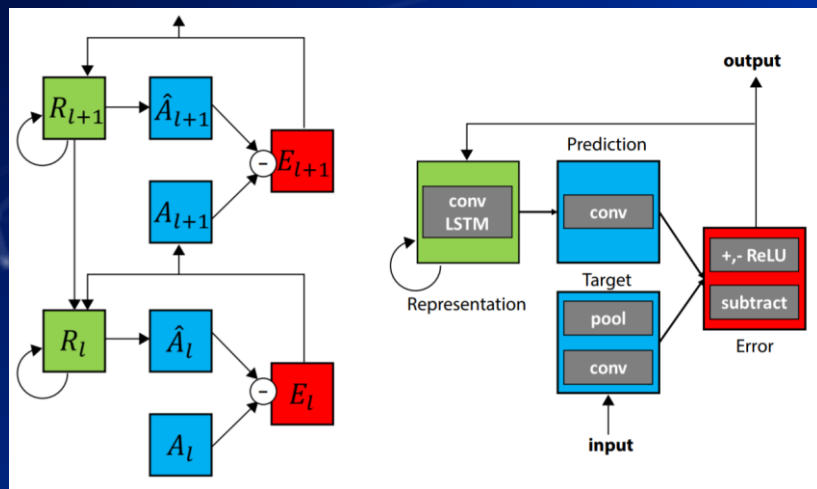 R_{l+1}
Â_{l+1}
-
E_{l+1}
A_{l+1}
R_l
Â_l
-
E_l
A_l
output
Prediction
conv
LSTM
conv
+,- ReLU
subtract
Error
Representation
Target
pool
conv
input